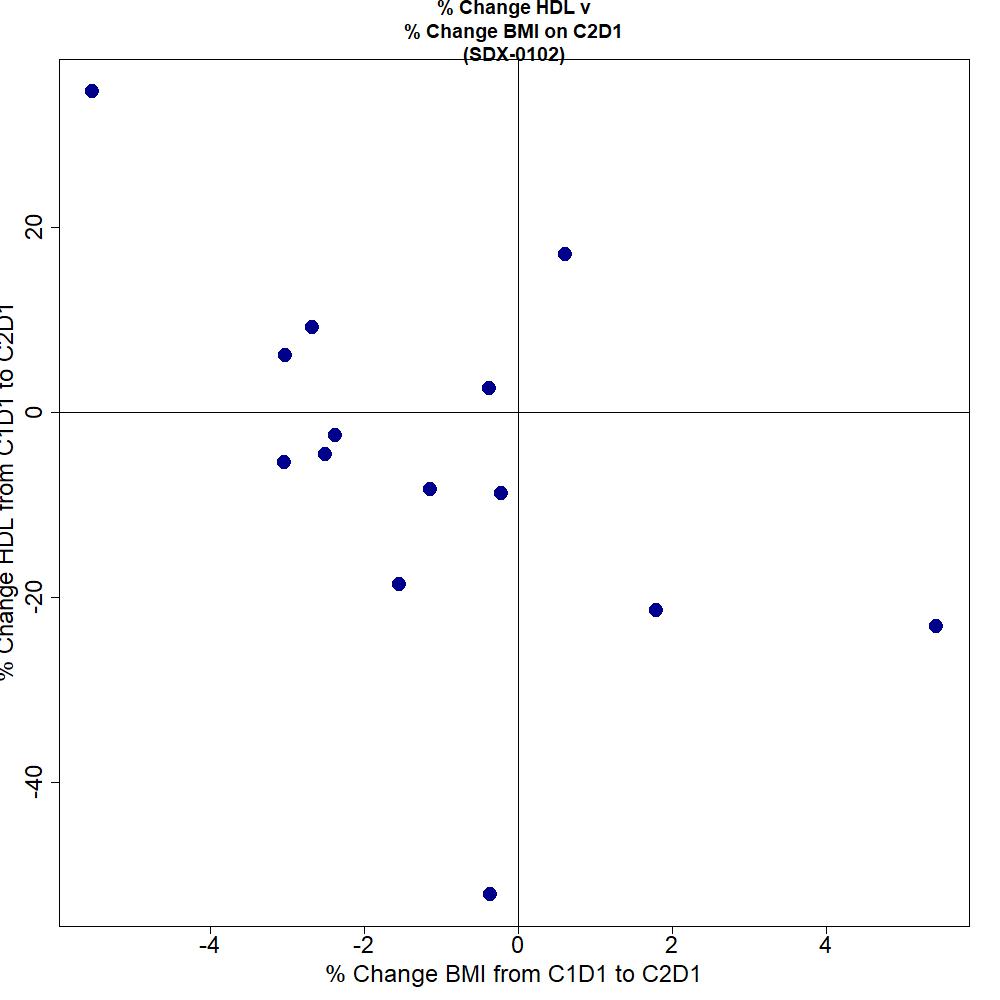 % Change HDL v
% Change BMI on C2D1
(SDX-0102)
% Change HDL from C1D1 to C2D1
20
0
-20
-40
-4
-2
0
2
4
% Change BMI from C1D1 to C2D1